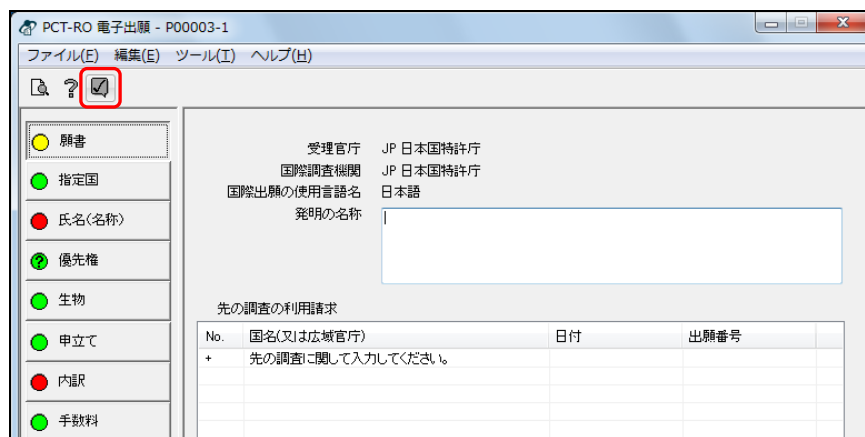 PCT-RO 電子出願 - P00003-1
ファイル(F) 編集(E) ツール(T) ヘルプ(H)
願書
指定国
氏名(名称)
優先権
生物
申立て
内訳
手数料
受理官庁 JP 日本国特許庁
国際調査機関 JP 日本国特許庁
国際出願の使用言語名 日本語
発明の名称
先の調査の利用請求
No. 国名(又は広域官庁) 日付 出願番号
+ 先の調査に関して入力してください。